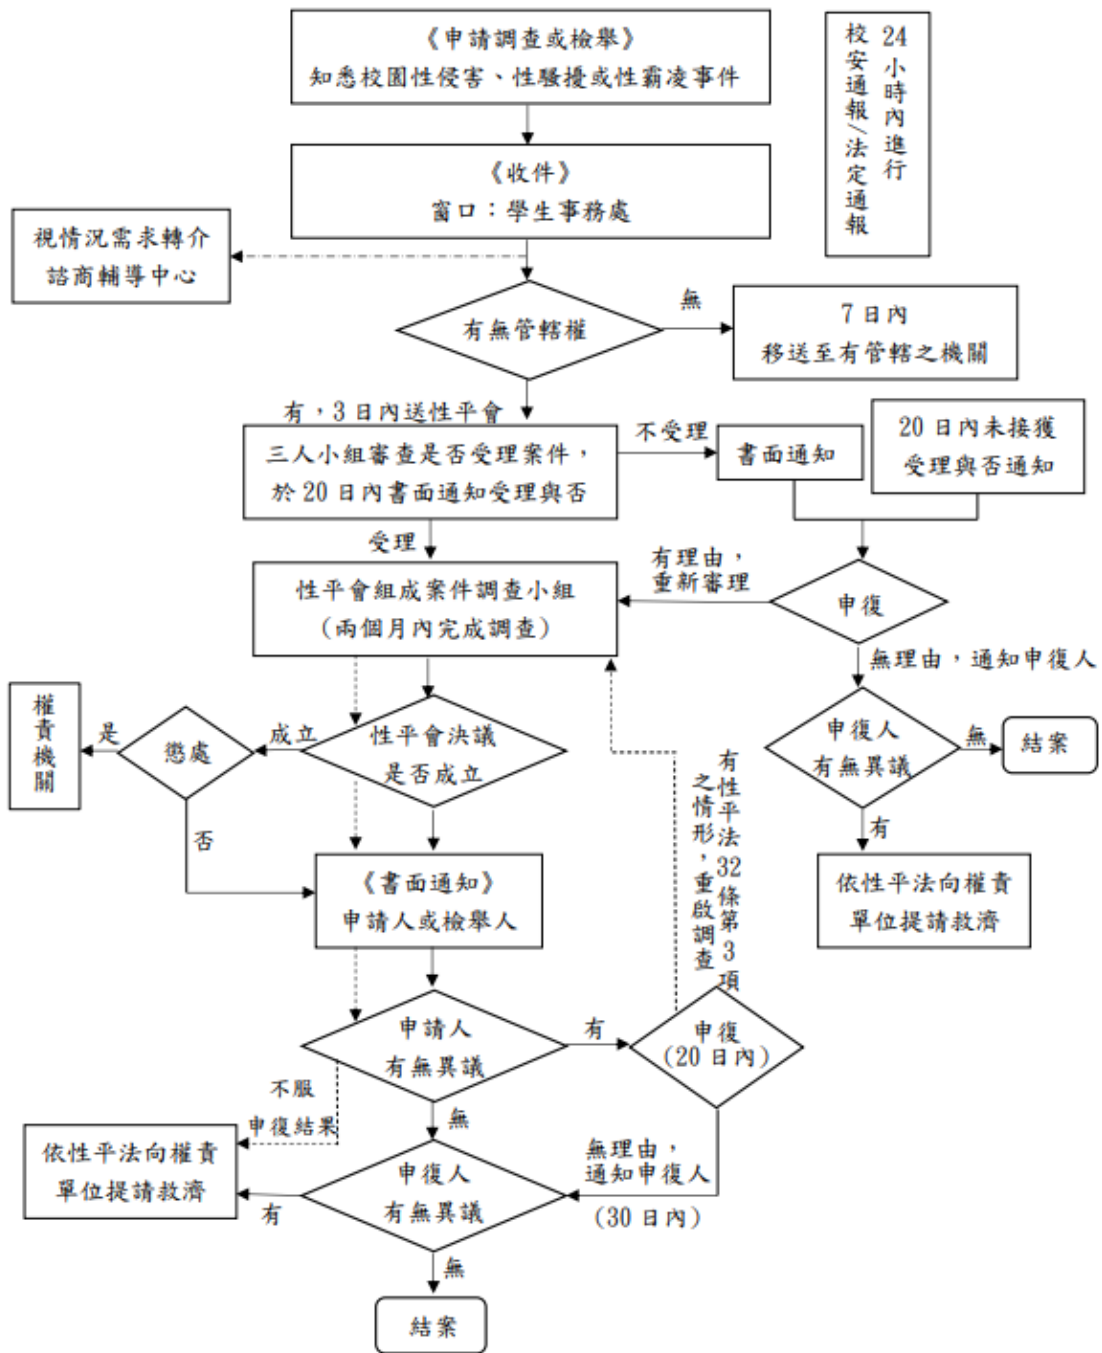 《申請調查或檢舉》
知悉校園性侵害、性騷擾或性霸凌事件
24小時內進行
校安通報/法定通報
《收件》
窗口：學生事務處
視情況需求轉介
諮商輔導中心
有無管轄權
無
7日內
移送至有管轄之機關
有，3日內送性平會
三人小組審查是否受理案件，
於20日內書面通知受理與否
不受理
書面通知
20日內未接獲
受理與否通知
受理
有理由，
重新審理
申復
性平會組成案件調查小組
(兩個月內完成調查)
無理由，通知申復人
權責機關
是
懲處
成立
性平會決議
是否成立
申復人
有無異議
無
結案
有
否
有性平法32條第3項
之情形，重啟調查
《書面通知》
申請人或檢舉人
依性平法向權責
單位提請救濟
申請人
有無異議
有
申復
(20日內)
不服
申復結果
無
無理由，
通知申復人
(30日內)
依性平法向權責
單位提請救濟
申復人
有無異議
有
無
結案